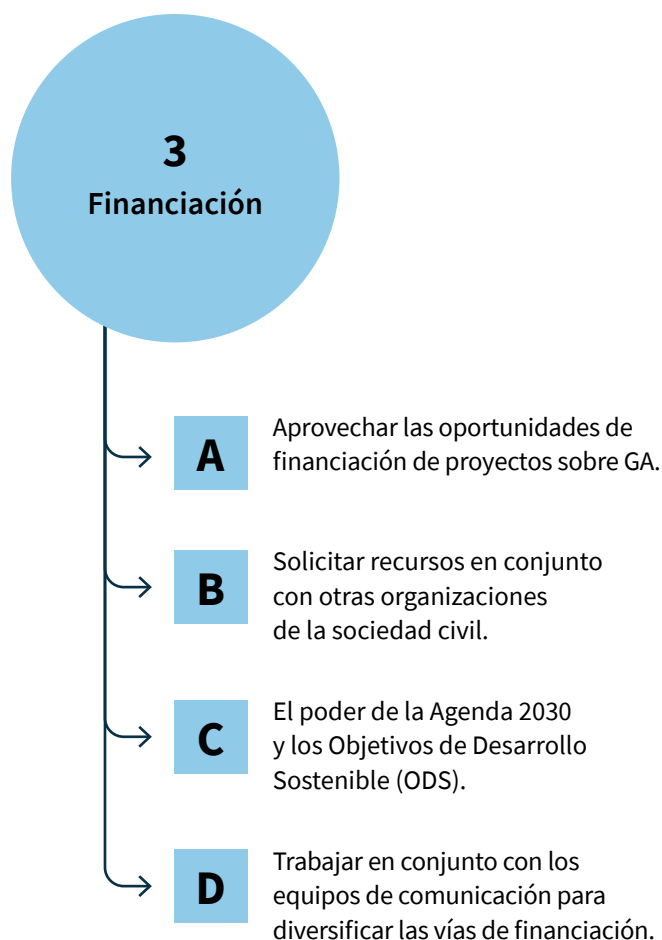 3
Financiación
A
Aprovechar las oportunidades de
financiación de proyectos sobre GA.
B
Solicitar recursos en conjunto
con otras organizaciones
de la sociedad civil.
C
El poder de la Agenda 2030
y los Objetivos de Desarrollo
Sostenible (ODS).
D
Trabajar en conjunto con los
equipos de comunicación para
diversificar las vías de financiación.